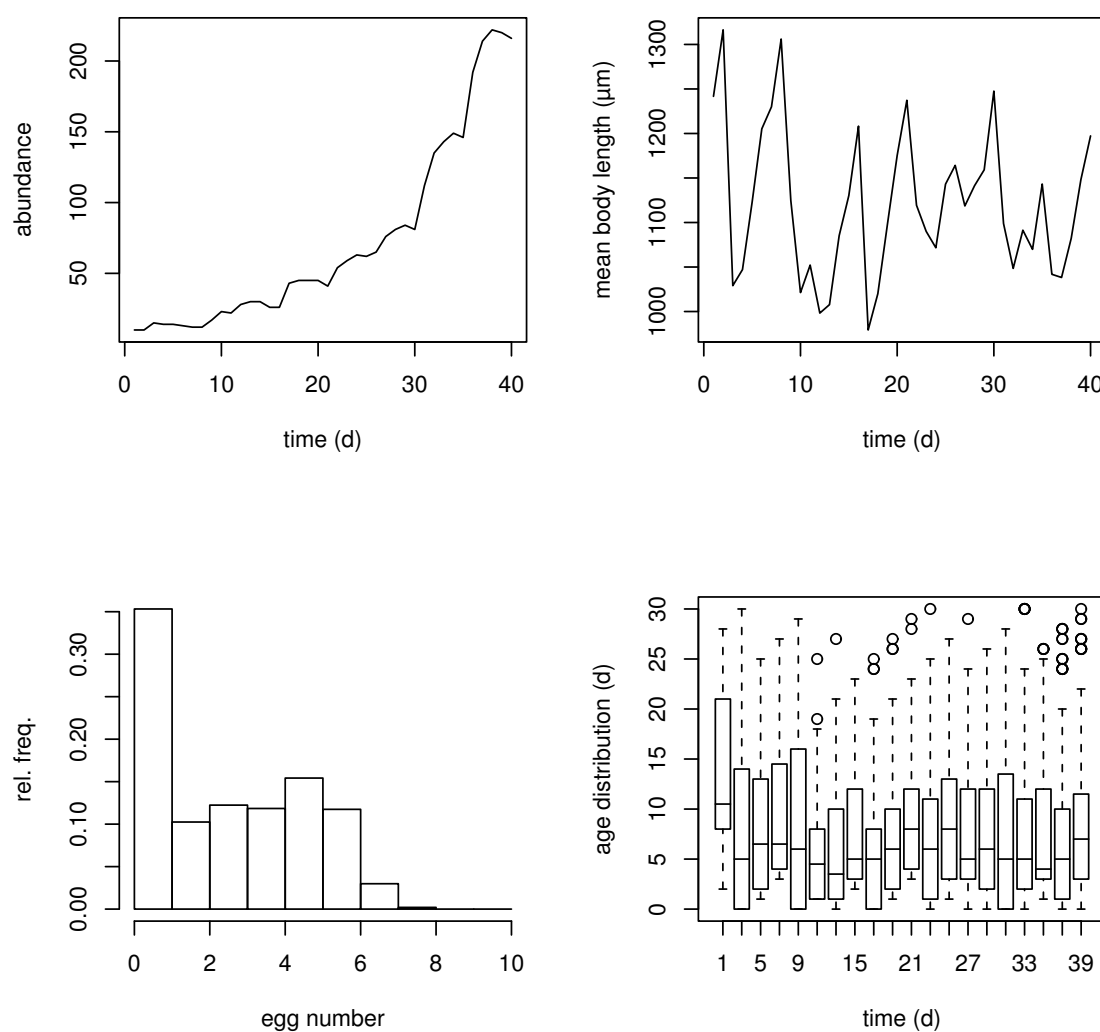 abundance
200
150
100
50
0 10 20 30 40
time (d)
mean body length (µm)
1300
1200
1100
1000
0 10 20 30 40
time (d)
rel. freq.
0.30
0.20
0.10
0.00
0 2 4 6 8 10
egg number
age distribution (d)
30
25
20
15
10
5
0
1 5 9 15 21 27 33 39
time (d)